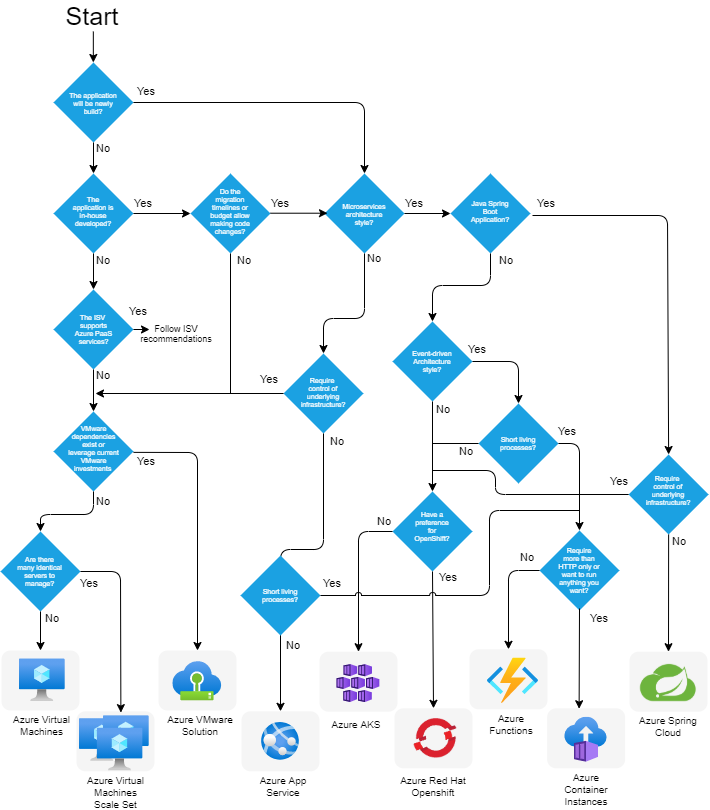 Start
The application
will be newly
build?
Yes
No
The
application is
in-house
developed?
Yes
No
Do the
migration
timelines or
budget allow
making code
changes?
Yes
No
Microservices
architecture
style?
Yes
No
Java Spring
Boot
Application?
Yes
No
The ISV
supports
Azure PaaS
services?
Yes
No
Follow ISV
recommendations
Event-driven
Architecture
style?
Yes
No
Require
control of
underlying
infrastructure?
Yes
No
VMware
dependencies
exist or
leverage current
VMware
investments
Yes
No
Short living
processes?
Yes
No
Require
control of
underlying
infrastructure?
Yes
No
Have a
preference
for
OpenShift?
No
Yes
Are there
many identical
servers to
manage?
Yes
No
Short living
processes?
Yes
No
Require
more than
HTTP only or
want to run
anything you
want?
No
Yes
Azure Virtual
Machines
Azure VMware
Solution
Azure AKS
Azure
Functions
Azure Spring
Cloud
Azure Virtual
Machines
Scale Set
Azure App
Service
Azure Red Hat
Openshift
Azure
Container
Instances